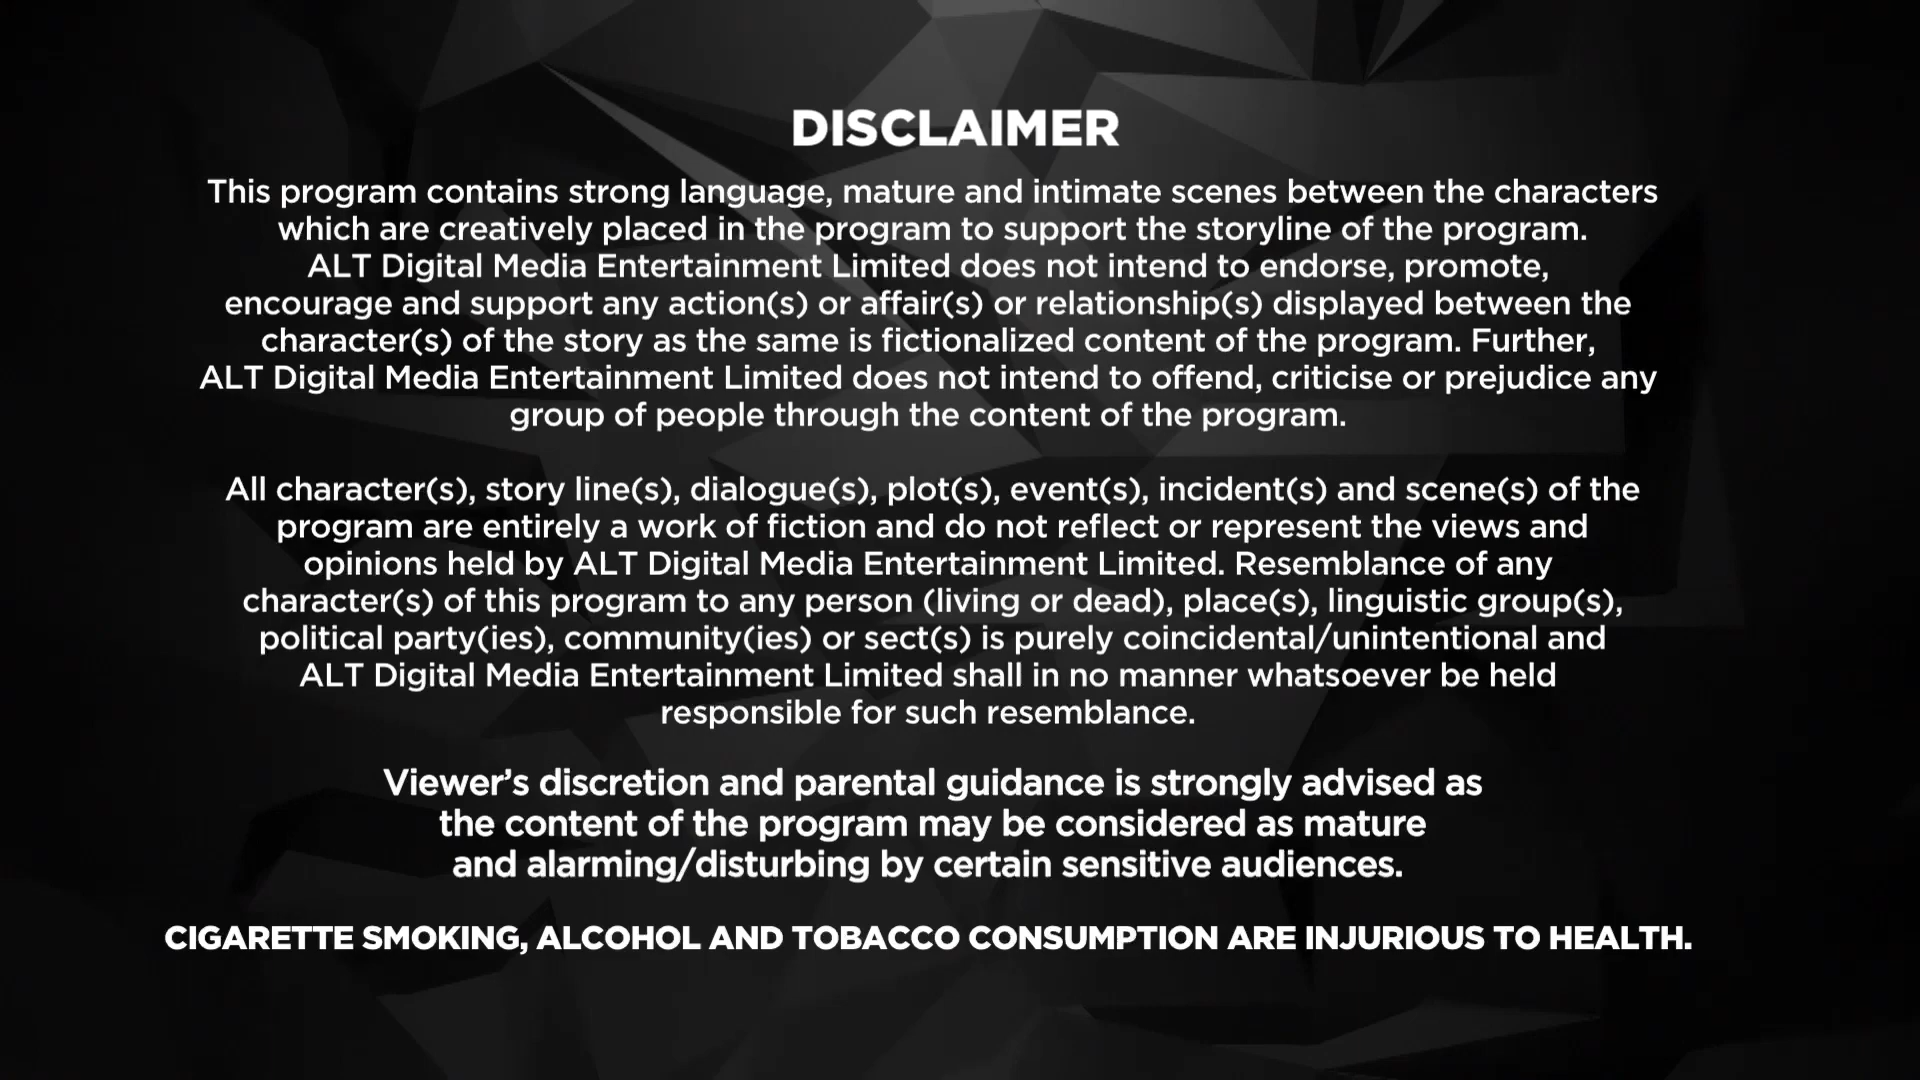 DISCLAIMER
This program contains strong language, mature and intimate scenes between the characters
which are creatively placed in the program to support the storyline of the program.
ALT Digital Media Entertainment Limited does not intend to endorse, promote,
encourage and support any action(s) or affair(s) or relationship(s) displayed between the
character(s) of the story as the same is fictionalized content of the program. Further,
ALT Digital Media Entertainment Limited does not intend to offend, criticise or prejudice any
group of people through the content of the program.
All character(s), story line(s), dialogue(s), plot(s), event(s), incident(s) and scene(s) of the
program are entirely a work of fiction and do not reflect or represent the views and
opinions held by ALT Digital Media Entertainment Limited. Resemblance of any
character(s) of this program to any person (living or dead), place(s), linguistic group(s),
political party(ies), community(ies) or sect(s) is purely coincidental/unintentional and
ALT Digital Media Entertainment Limited shall in no manner whatsoever be held
responsible for such resemblance.
Viewer’s discretion and parental guidance is strongly advised as
the content of the program may be considered as mature
and alarming/disturbing by certain sensitive audiences.
CIGARETTE SMOKING, ALCOHOL AND TOBACCO CONSUMPTION ARE INJURIOUS TO HEALTH.